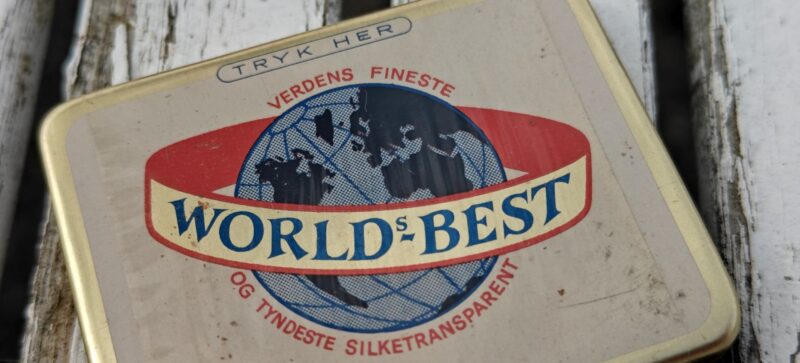 TRYK HER
VERDENS FINESTE
WORLDS-BEST
OG TYNDESTE SILKETRANSPARENT